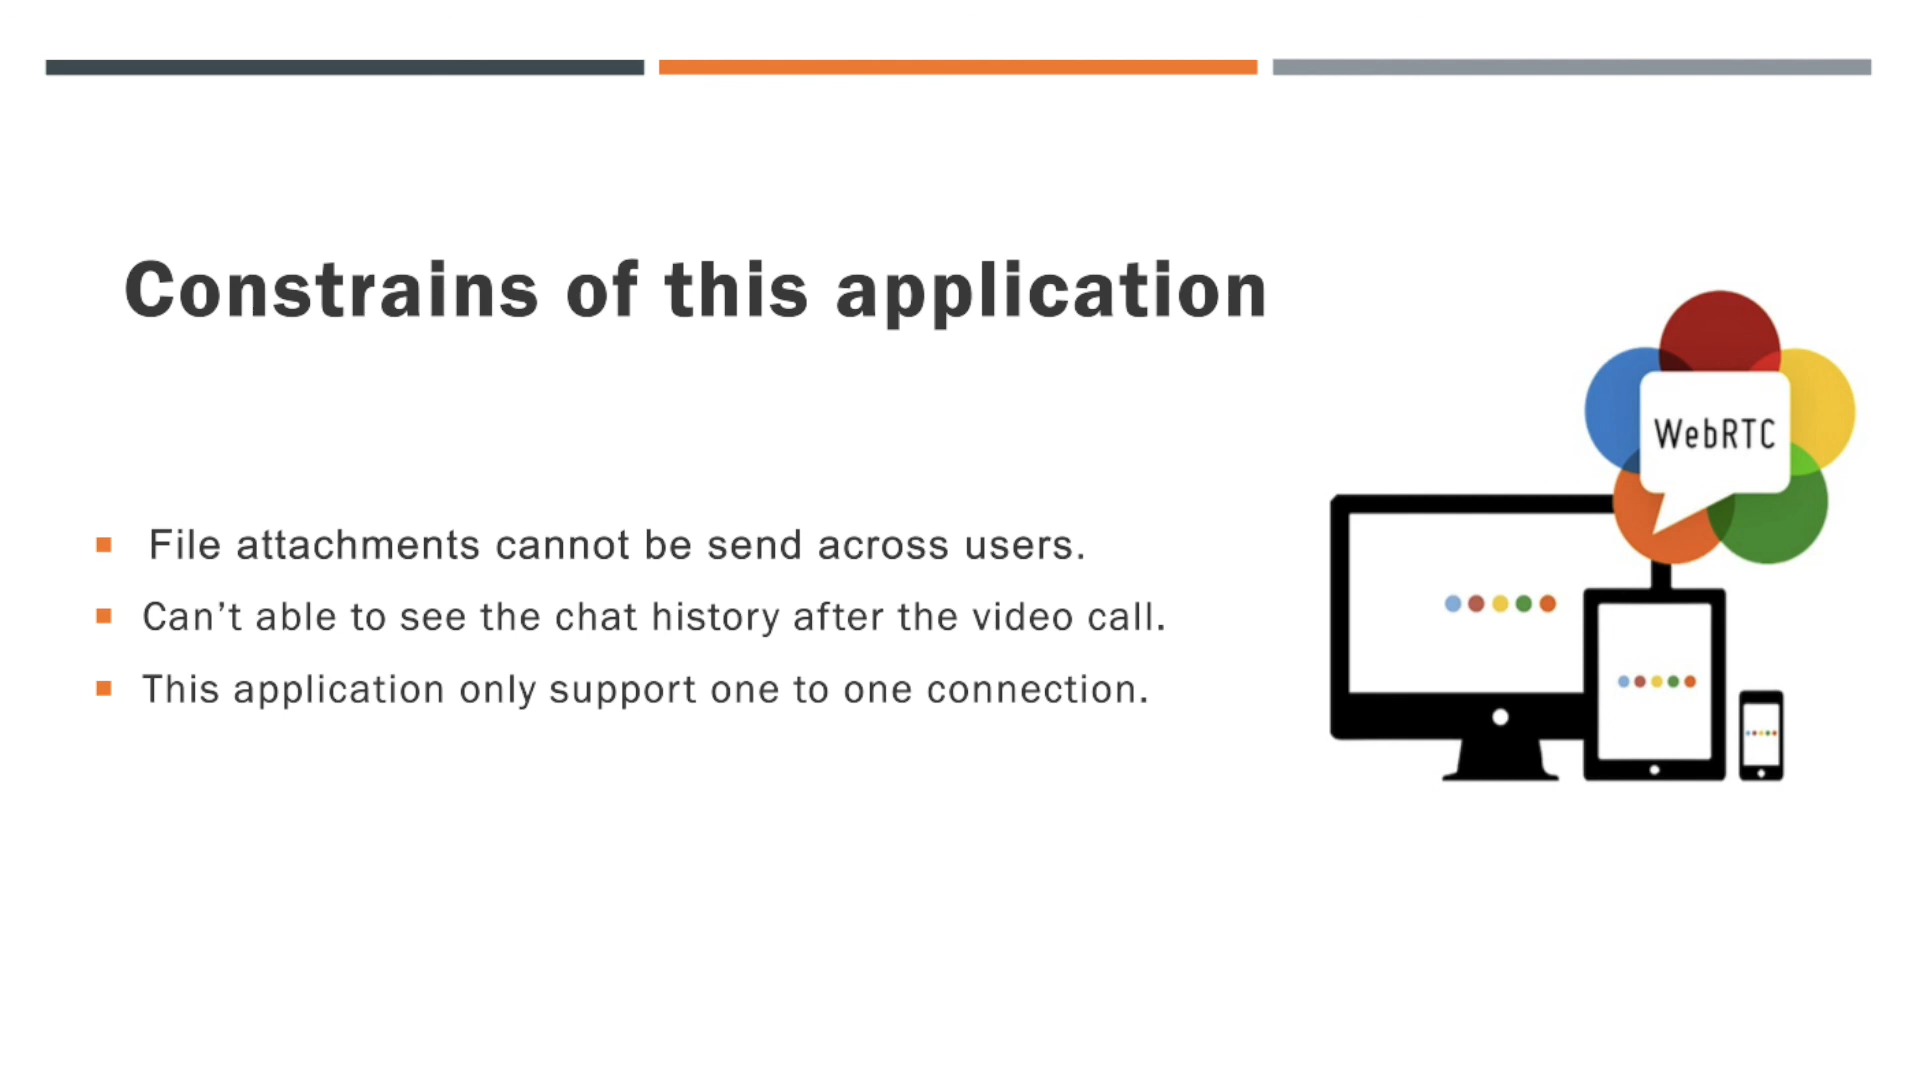 Constrains of this application
WebRTC
File attachments cannot be send across users.
Can’t able to see the chat history after the video call.
This application only support one to one connection.